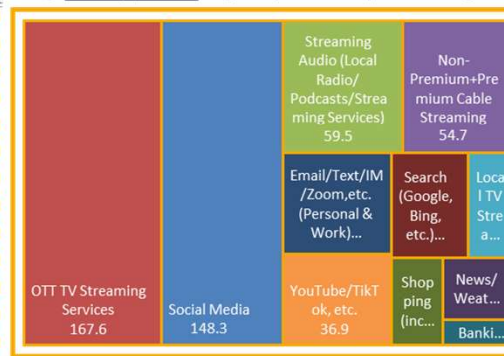 OTT TV Streaming
Services
167.6
Social Media
148.3
Streaming
Audio (Local
Radio/
Podcasts/Strea
ming Services)
59.5
Non-
Premium+Pre
mium Cable
Streaming
54.7
Email/Text/IM
/Zoom,etc.
(Personal &
Work)...
Search
(Google,
Bing,
etc.)...
Loca
l TV
Stre
a...
YouTube/TikT
ok, etc.
36.9
Shop
ping
(inc...
News/
Weat...
Banki...